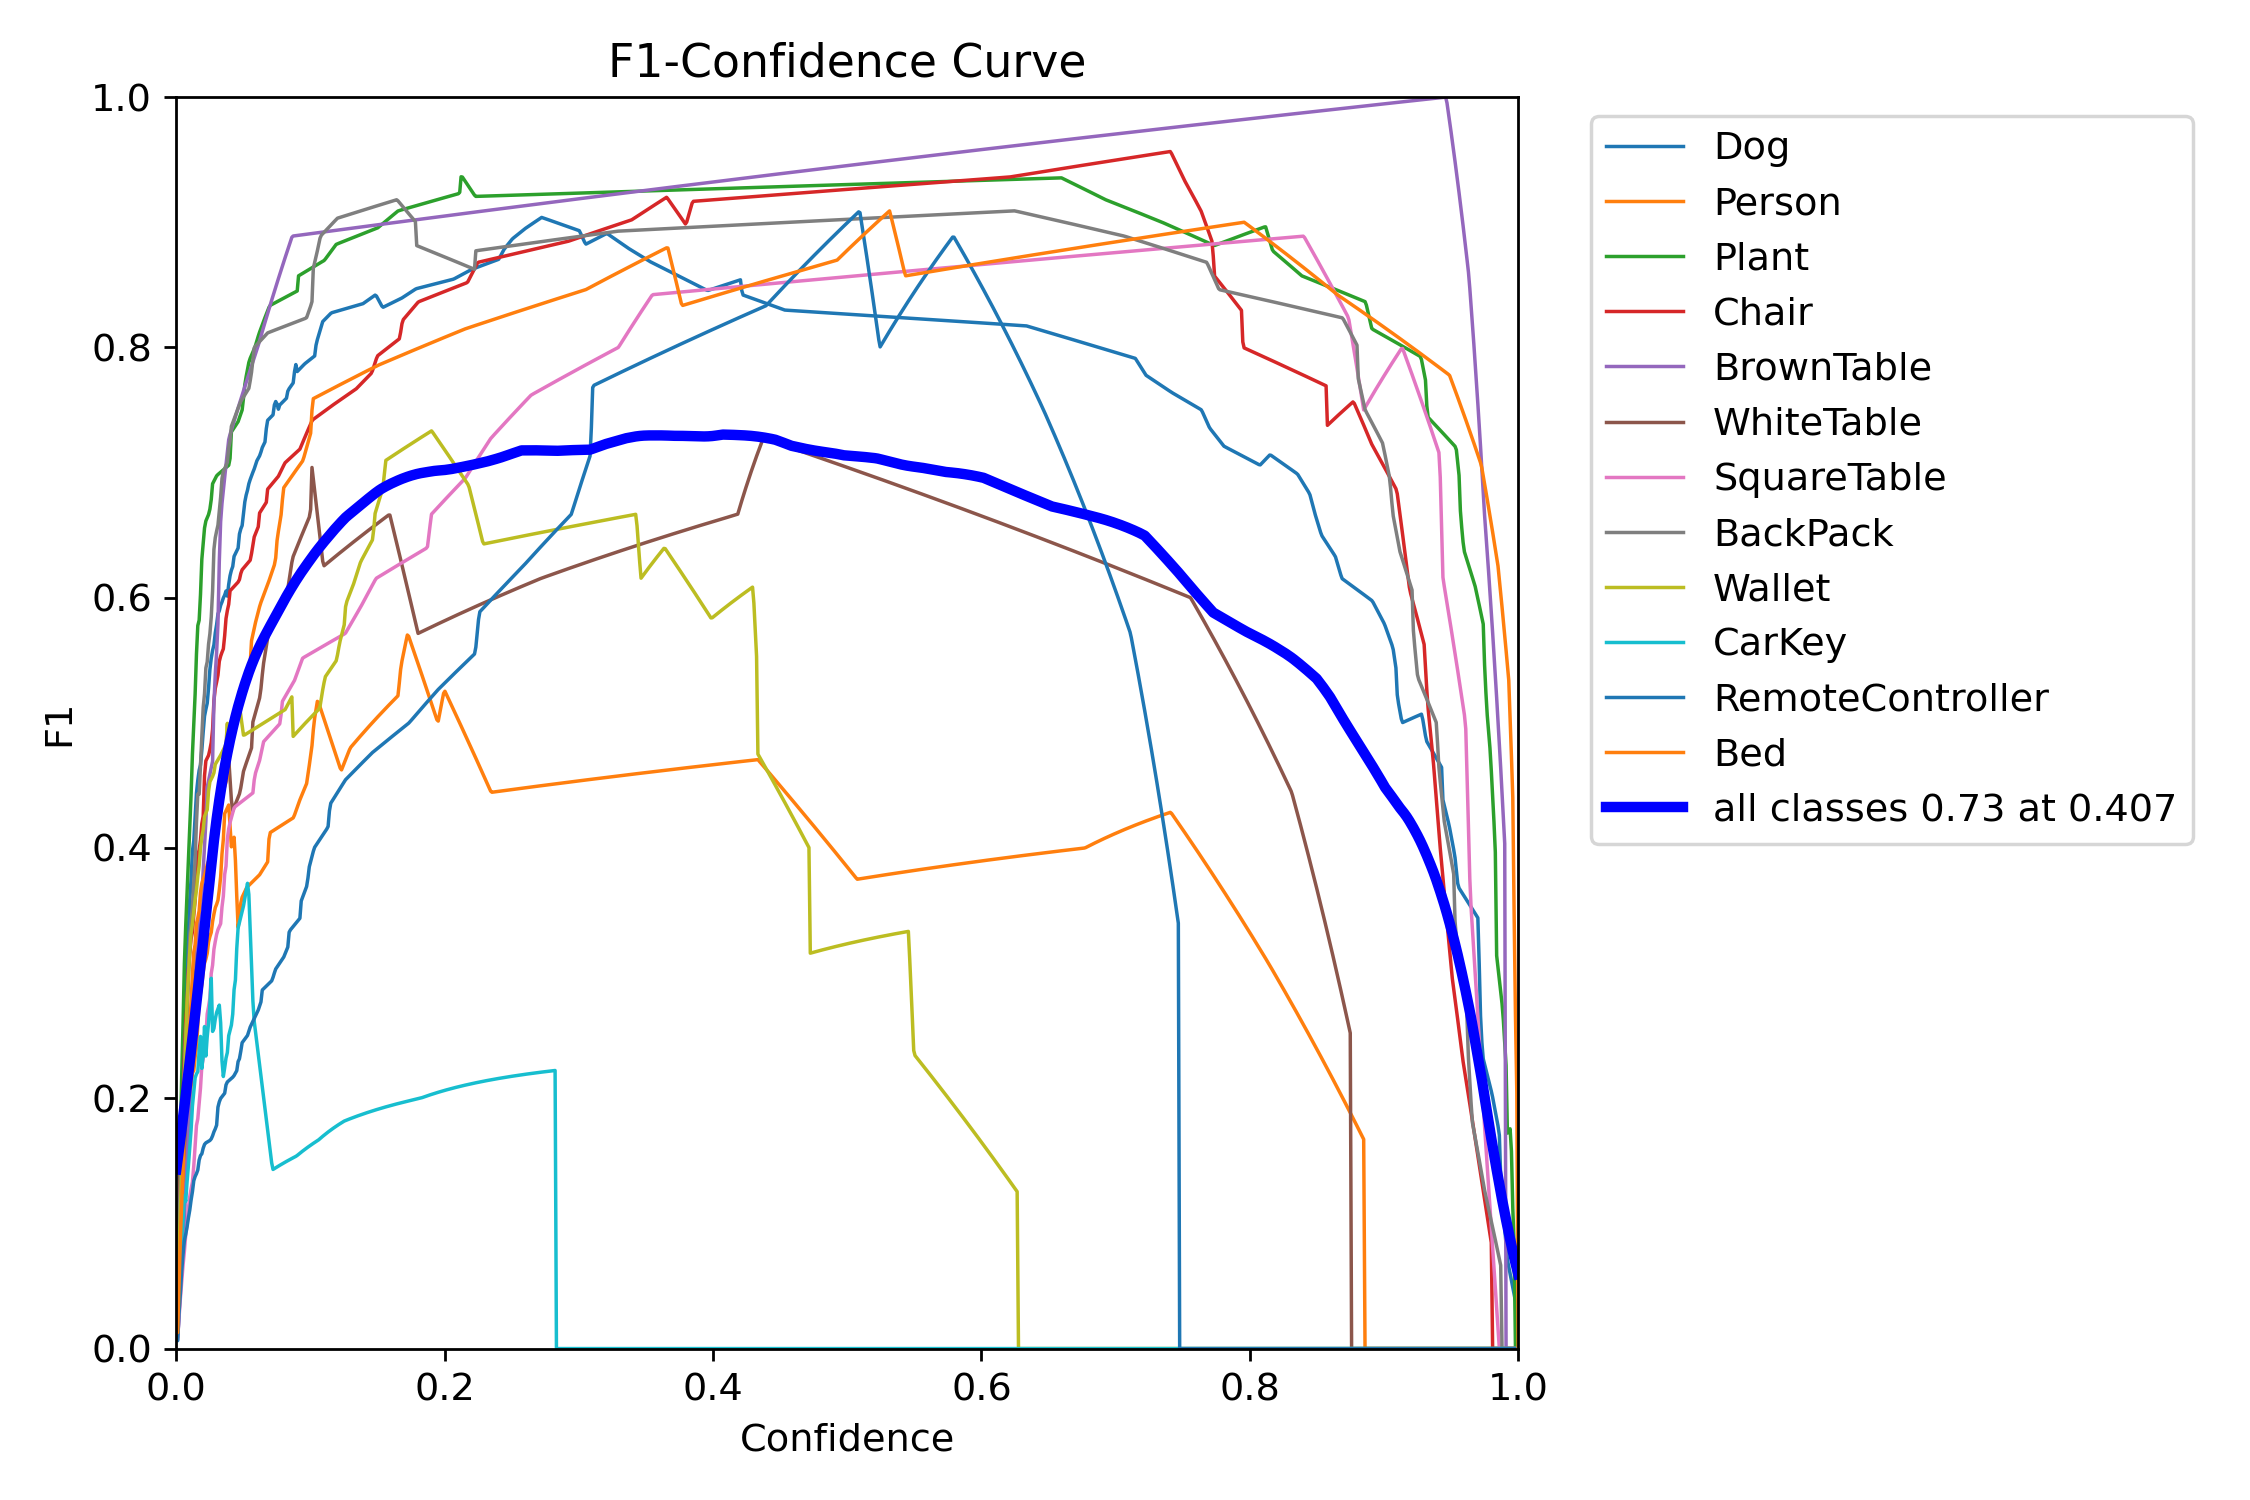 F1-Confidence Curve
1.0
0.8
0.6
0.4
0.2
0.0
F1
0.0 0.2 0.4 0.6 0.8 1.0
Confidence
Dog
Person
Plant
Chair
BrownTable
WhiteTable
SquareTable
BackPack
Wallet
CarKey
RemoteController
Bed
all classes 0.73 at 0.407